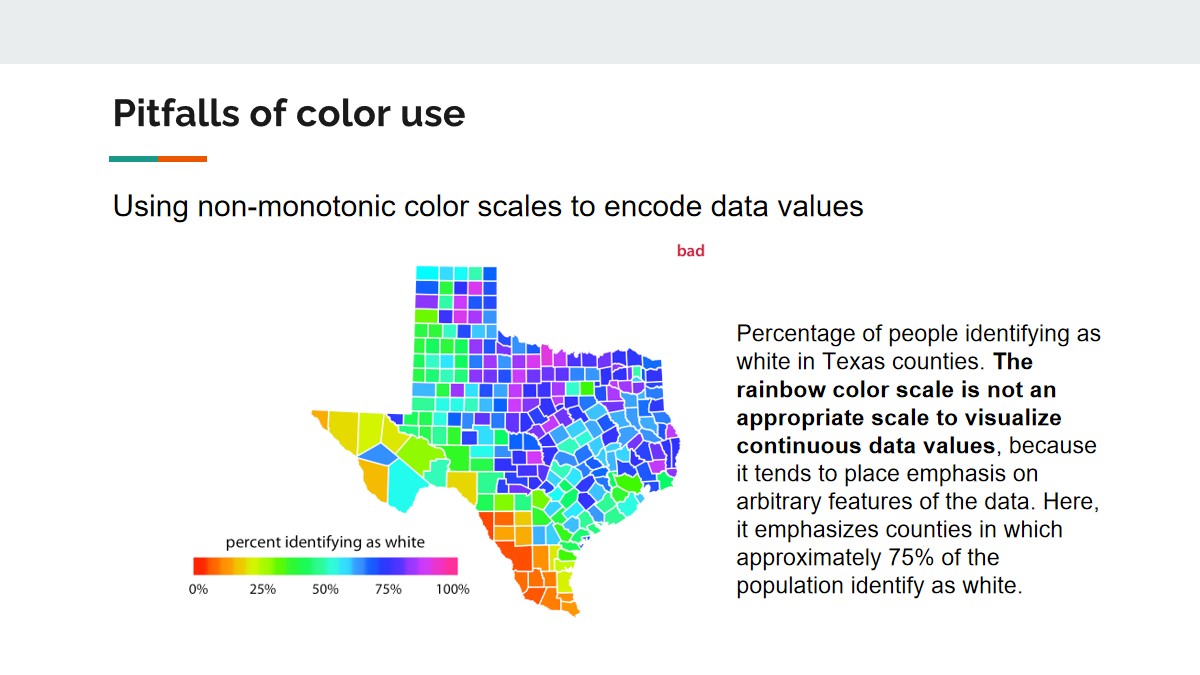 Pitfalls of color use
Using non-monotonic color scales to encode data values
bad
Percentage of people identifying as
white in Texas counties. The
rainbow color scale is not an
appropriate scale to visualize
continuous data values, because
it tends to place emphasis on
arbitrary features of the data. Here,
it emphasizes counties in which
approximately 75% of the
population identify as white.
percent identifying as white
0% 25% 50% 75% 100%